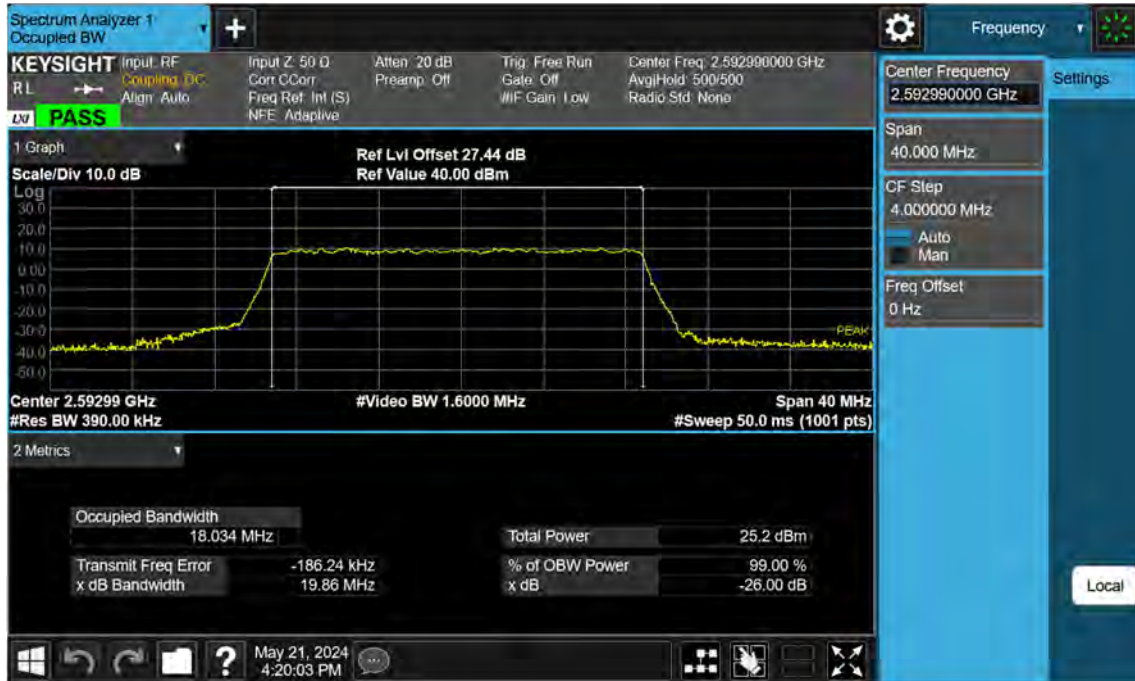 Spectrum Analyzer 1
Occupied BW
+
Frequency
KEYSIGHT
RL
LXI
PASS
Input: RF
Coupling: DC
Align: Auto
Input Z: 50 Ω
Corr CCorr
Freq Ref: Int (S)
NFE: Adaptive
Atten: 20 dB
Preamp: Off
Trig: Free Run
Gate: Off
#IF Gain: Low
Center Freq: 2.592990000 GHz
Avg|Hold: 500/500
Radio Std: None
Center Frequency
2.592990000 GHz
Settings
Span
40.000 MHz
CF Step
4.000000 MHz
Auto
Man
Freq Offset
0 Hz
Local
1 Graph
Scale/Div 10.0 dB
Ref Lvl Offset 27.44 dB
Ref Value 40.00 dBm
Log
30.0
20.0
10.0
0.00
-10.0
-20.0
-30.0
-40.0
-50.0
PEAK
Center 2.59299 GHz
#Video BW 1.6000 MHz
Span 40 MHz
#Res BW 390.00 kHz
#Sweep 50.0 ms (1001 pts)
2 Metrics
Occupied Bandwidth
18.034 MHz
Total Power 25.2 dBm
Transmit Freq Error -186.24 kHz
% of OBW Power 99.00 %
x dB Bandwidth 19.86 MHz
x dB -26.00 dB
?
May 21, 2024
4:20:03 PM